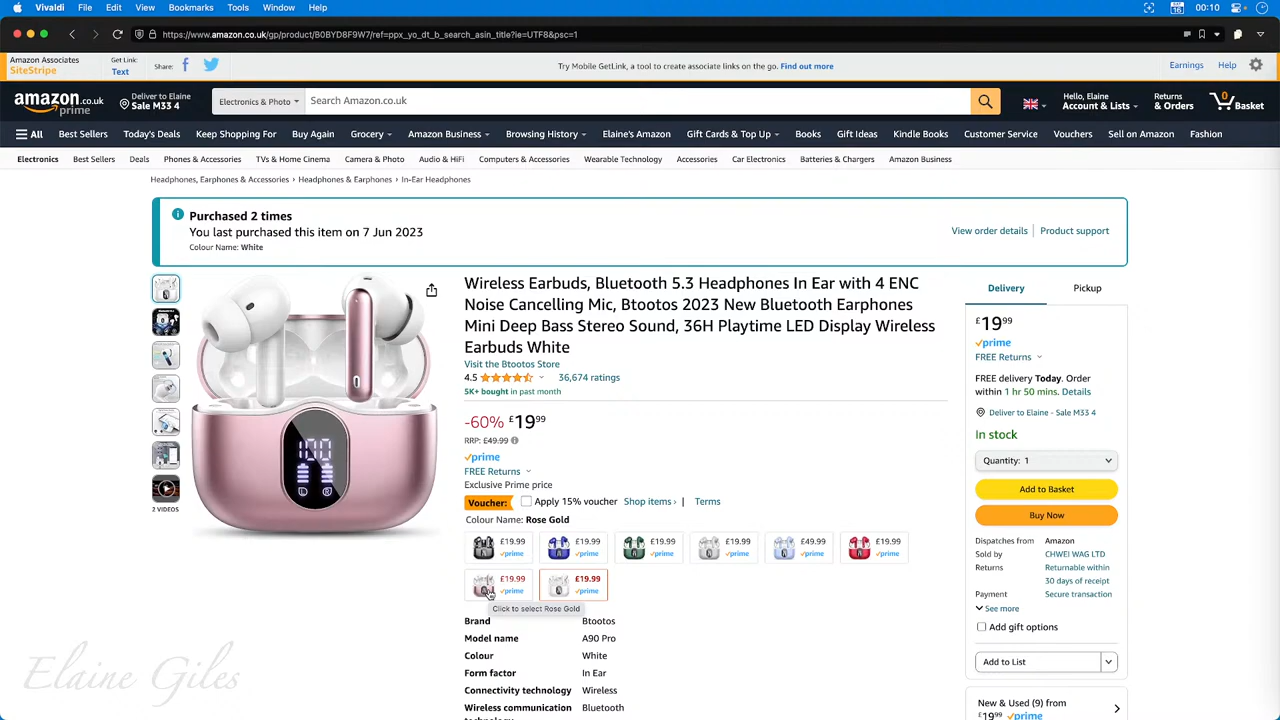 Vivaldi File Edit View Bookmarks Tools Window Help
16 00:10
https://www.amazon.co.uk/gp/product/B0BYD8F9W7/ref=ppx_yo_dt_b_search_asin_title?ie=UTF8&psc=1
Amazon Associates
SiteStripe
Get Link:
Text
Share:
Try Mobile GetLink, a tool to create associate links on the go. Find out more
Earnings Help
amazon.co.uk
prime
Deliver to Elaine
Sale M33 4
Electronics & Photo
Search Amazon.co.uk
Hello, Elaine
Account & Lists
Returns
& Orders
0
Basket
All Best Sellers Today's Deals Keep Shopping For Buy Again Grocery Amazon Business Browsing History Elaine's Amazon Gift Cards & Top Up Books Gift Ideas Kindle Books Customer Service Vouchers Sell on Amazon Fashion
Electronics Best Sellers Deals Phones & Accessories TVs & Home Cinema Camera & Photo Audio & HiFi Computers & Accessories Wearable Technology Accessories Car Electronics Batteries & Chargers Amazon Business
Headphones, Earphones & Accessories › Headphones & Earphones › In-Ear Headphones
Purchased 2 times
You last purchased this item on 7 Jun 2023
Colour Name: White
View order details | Product support
2 VIDEOS
100
L R
Wireless Earbuds, Bluetooth 5.3 Headphones In Ear with 4 ENC
Noise Cancelling Mic, Btootos 2023 New Bluetooth Earphones
Mini Deep Bass Stereo Sound, 36H Playtime LED Display Wireless
Earbuds White
Visit the Btootos Store
4.5 36,674 ratings
5K+ bought in past month
-60% £19⁹⁹
RRP: £49.99
prime
FREE Returns
Exclusive Prime price
Voucher: Apply 15% voucher Shop items › | Terms
Colour Name: Rose Gold
£19.99 £19.99 £19.99 £19.99 £49.99 £19.99
prime prime prime prime prime prime
£19.99 £19.99
prime prime
Click to select Rose Gold
Brand Btootos
Model name A90 Pro
Colour White
Form factor In Ear
Connectivity technology Wireless
Wireless communication Bluetooth
technology
Delivery Pickup
£19⁹⁹
prime
FREE Returns
FREE delivery Today. Order
within 1 hr 50 mins. Details
Deliver to Elaine - Sale M33 4
In stock
Quantity: 1
Add to Basket
Buy Now
Dispatches from Amazon
Sold by CHWEI WAG LTD
Returns Returnable within
30 days of receipt
Payment Secure transaction
See more
Add gift options
Add to List
New & Used (9) from
£19⁹⁹ prime
Elaine Giles